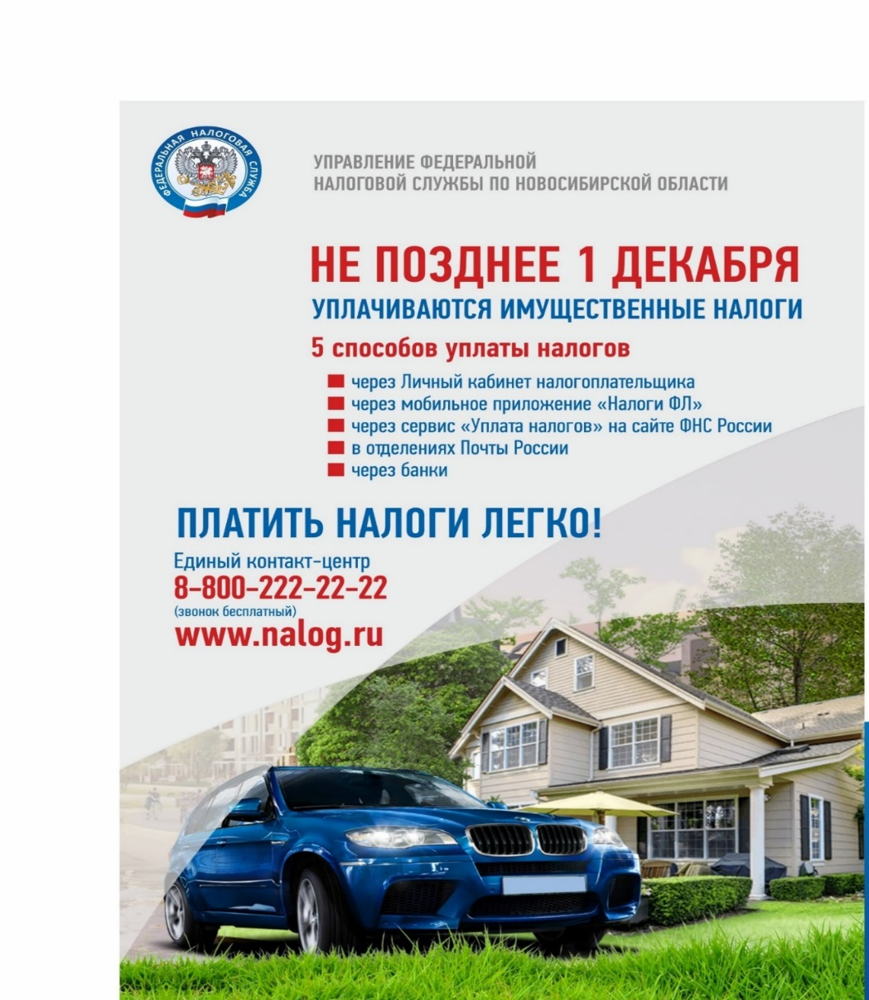 ФЕДЕРАЛЬНАЯ НАЛОГОВАЯ СЛУЖБА
УПРАВЛЕНИЕ ФЕДЕРАЛЬНОЙ
НАЛОГОВОЙ СЛУЖБЫ ПО НОВОСИБИРСКОЙ ОБЛАСТИ
НЕ ПОЗДНЕЕ 1 ДЕКАБРЯ
УПЛАЧИВАЮТСЯ ИМУЩЕСТВЕННЫЕ НАЛОГИ
5 способов уплаты налогов
через Личный кабинет налогоплательщика
через мобильное приложение «Налоги ФЛ»
через сервис «Уплата налогов» на сайте ФНС России
в отделениях Почты России
через банки
ПЛАТИТЬ НАЛОГИ ЛЕГКО!
Единый контакт-центр
8-800-222-22-22
(звонок бесплатный)
www.nalog.ru